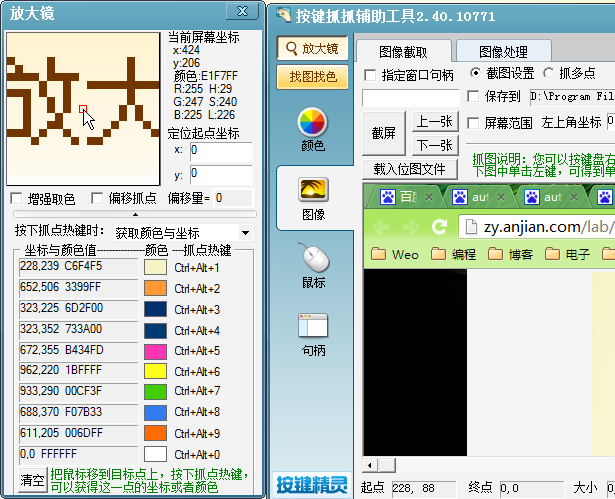 放大镜
放大
当前屏幕坐标
x:424
y:206
颜色:E1F7FF
R:255 H:29
G:247 S:240
B:225 L:226
定位起点坐标
x: 0
y: 0
增强取色 偏移抓点 偏移量= 0
按下抓点热键时: 获取颜色与坐标
坐标与颜色值 颜色 抓点热键
228,239 C6F4F5 Ctrl+Alt+1
652,506 3399FF Ctrl+Alt+2
323,225 6D2F00 Ctrl+Alt+3
323,352 733A00 Ctrl+Alt+4
672,355 B434FD Ctrl+Alt+5
962,220 1BFFFF Ctrl+Alt+6
933,290 00CF3F Ctrl+Alt+7
688,370 F07B33 Ctrl+Alt+8
611,205 006DFF Ctrl+Alt+9
0,0 FFFFFF Ctrl+Alt+0
清空
把鼠标移到目标点上，按下抓点热键，
可以获得这一点的坐标或者颜色
按键抓抓辅助工具2.40.10771
放大镜
找图找色
颜色
图像
鼠标
句柄
按键精灵
图像截取 图像处理
指定窗口句柄 截图设置 抓多点
保存到 D:\Program Fil
截屏 上一张 下一张
屏幕范围 左上角坐标 0
载入位图文件
抓图说明: 您可以按键盘右
下图中单击左键，可得到单
百度 aut aut
zy.anjian.com/lab/
Weo 编程 博客 电子
起点 228, 88 终点 0,0 大小